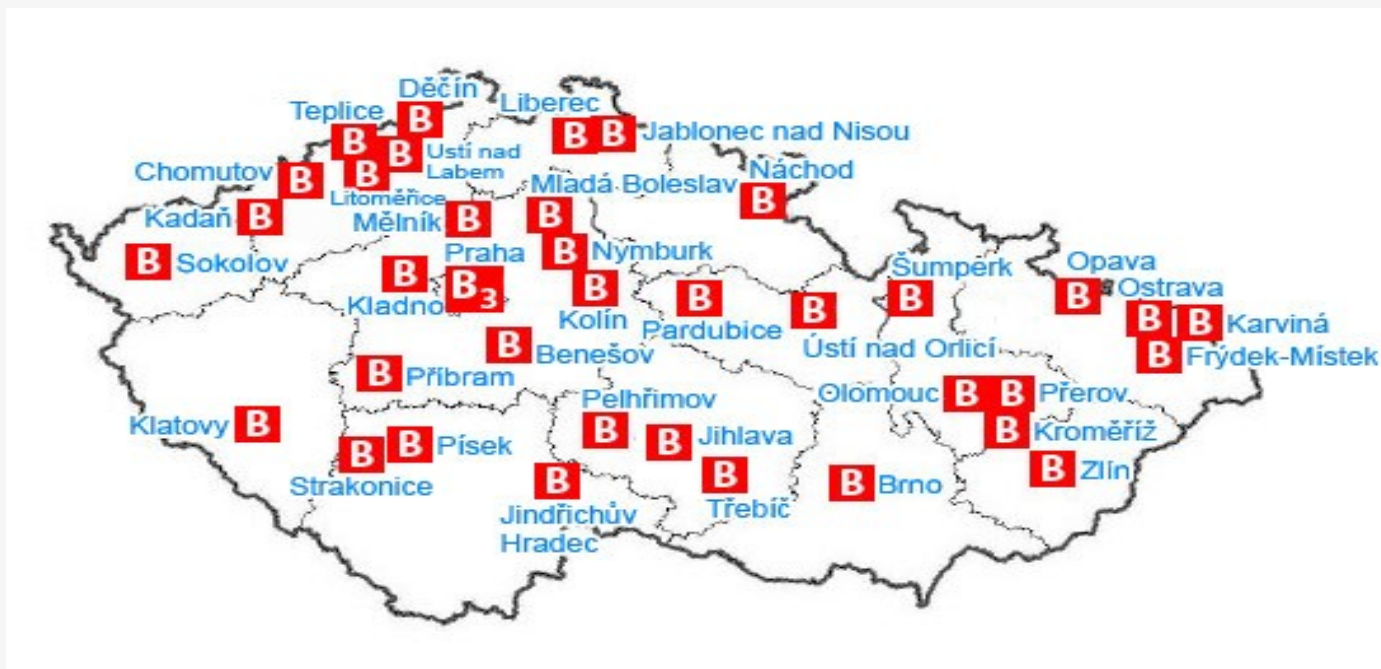 Děčín
Teplice
B
Liberec
B
B
B
Jablonec nad Nisou
B
Ustí nad
Labem
Chomutov
B
B
Litoměřice
Mladá Boleslav
Náchod
B
Kadaň
B
Mělník
B
B
Praha
B
Sokolov
B
Nymburk
Šumperk
Opava
B
Kladno
B3
B
Kolín
B
Pardubice
B
Ústí nad Orlicí
B
B
Ostrava
B
B
Karviná
B
Frýdek-Místek
B
Benešov
B
Příbram
Pelhřimov
Olomouc
B
B
Přerov
Klatovy
B
B
B
Písek
Strakonice
B
B
Jihlava
B
Kroměříž
B
Jindřichův
Hradec
B
Třebíč
B
Brno
B
Zlín